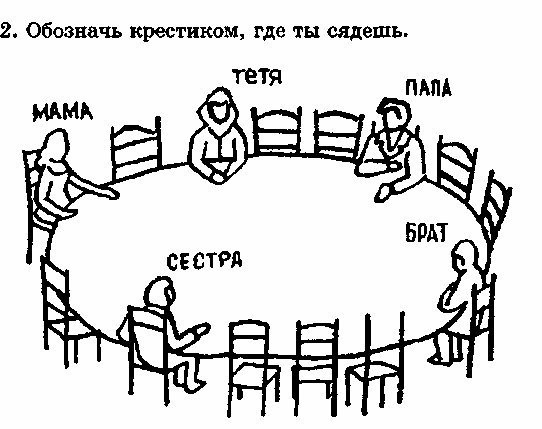 2. Обозначь крестиком, где ты сядешь.
тетя
ПАПА
МАМА
БРАТ
СЕСТРА